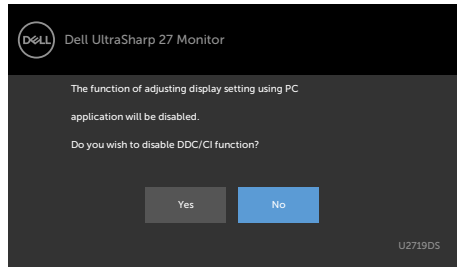 DELL
Dell UltraSharp 27 Monitor
The function of adjusting display setting using PC
application will be disabled.
Do you wish to disable DDC/CI function?
Yes
No
U2719DS